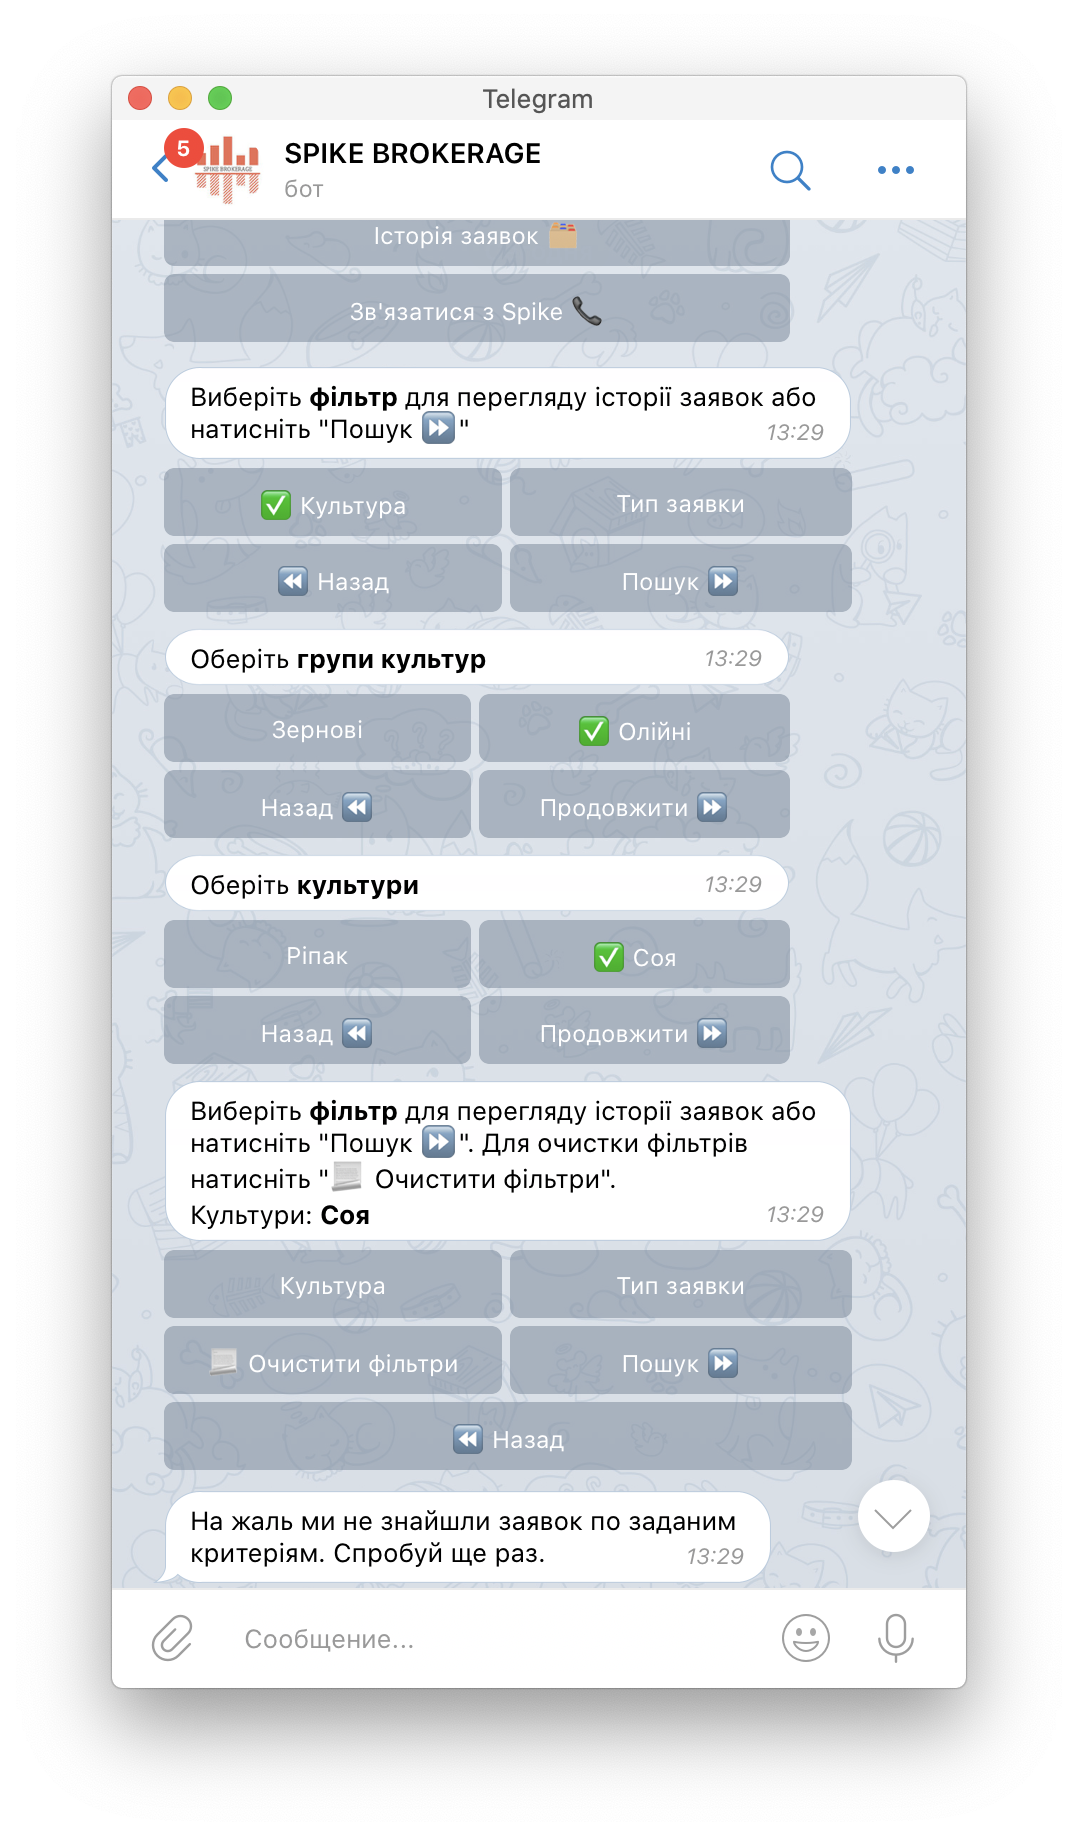 Telegram
5
SPIKE BROKERAGE
SPIKE BROKERAGE
бот
Історія заявок
Зв'язатися з Spike
Виберіть фільтр для перегляду історії заявок або
натисніть "Пошук ⏩"
13:29
✅ Культура
Тип заявки
⏪ Назад
Пошук ⏩
Оберіть групи культур
13:29
Зернові
✅ Олійні
Назад ⏪
Продовжити ⏩
Оберіть культури
13:29
Ріпак
✅ Соя
Назад ⏪
Продовжити ⏩
Виберіть фільтр для перегляду історії заявок або
натисніть "Пошук ⏩". Для очистки фільтрів
натисніть " Очистити фільтри".
Культури: Соя
13:29
Культура
Тип заявки
Очистити фільтри
Пошук ⏩
⏪ Назад
На жаль ми не знайшли заявок по заданим
критеріям. Спробуй ще раз.
13:29
Сообщение...